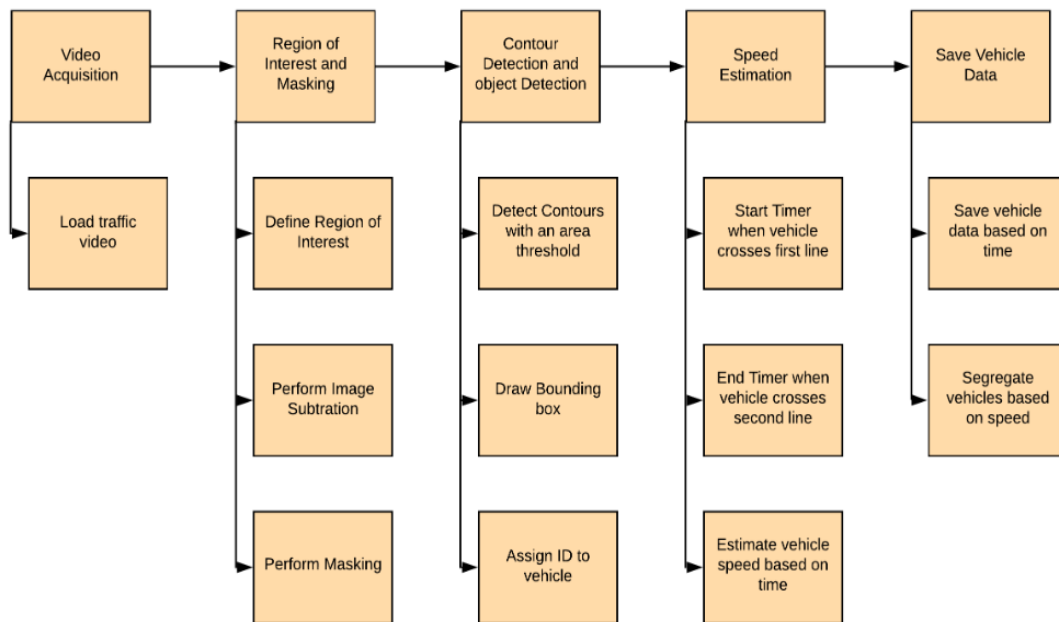 Video
Acquisition
Region of
Interest and
Masking
Contour
Detection and
object Detection
Speed
Estimation
Save Vehicle
Data
Load traffic
video
Define Region of
Interest
Detect Contours
with an area
threshold
Start Timer
when vehicle
crosses first line
Save vehicle
data based on
time
Perform Image
Subtration
Draw Bounding
box
End Timer when
vehicle crosses
second line
Segregate
vehicles based
on speed
Perform Masking
Assign ID to
vehicle
Estimate vehicle
speed based on
time